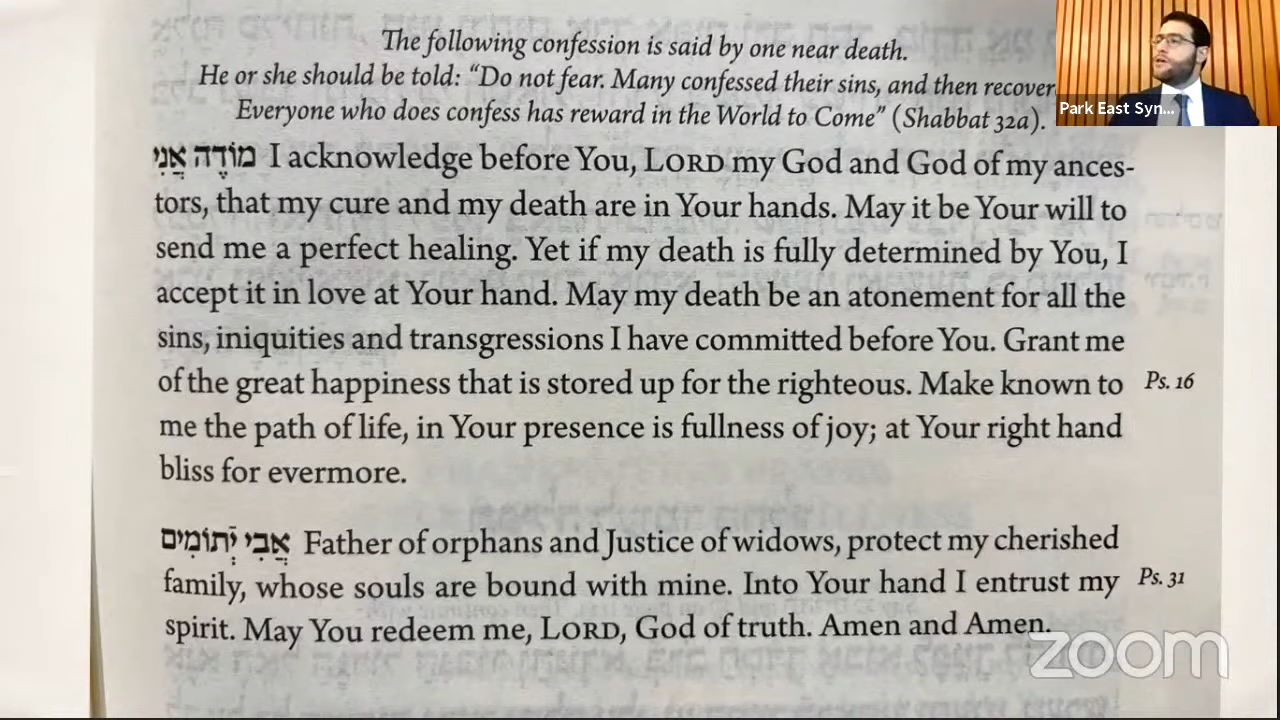 The following confession is said by one near death.
He or she should be told: “Do not fear. Many confessed their sins, and then recover
Everyone who does confess has reward in the World to Come” (Shabbat 32a).
Park East Syn...
מוֹדֶה אֲנִי I acknowledge before You, LORD my God and God of my ances-
tors, that my cure and my death are in Your hands. May it be Your will to
send me a perfect healing. Yet if my death is fully determined by You, I
accept it in love at Your hand. May my death be an atonement for all the
sins, iniquities and transgressions I have committed before You. Grant me
of the great happiness that is stored up for the righteous. Make known to Ps. 16
me the path of life, in Your presence is fullness of joy; at Your right hand
bliss for evermore.
אֲבִי יְתוֹמִים Father of orphans and Justice of widows, protect my cherished
family, whose souls are bound with mine. Into Your hand I entrust my Ps. 31
spirit. May You redeem me, LORD, God of truth. Amen and Amen.
zoom